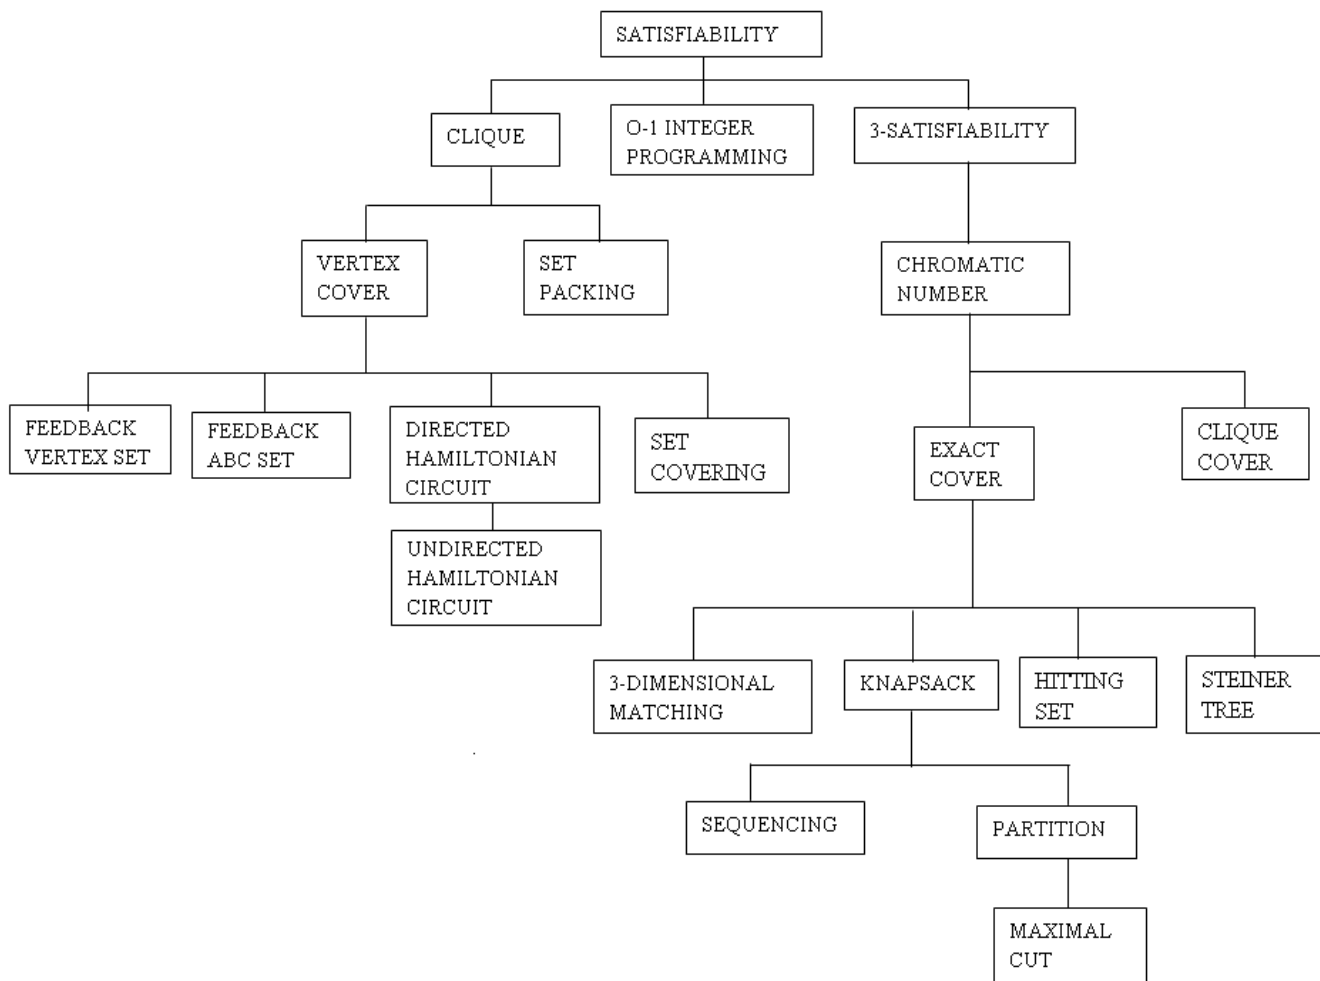 SATISFIABILITY
CLIQUE
O-1 INTEGER
PROGRAMMING
3-SATISFIABILITY
VERTEX
COVER
SET
PACKING
CHROMATIC
NUMBER
FEEDBACK
VERTEX SET
FEEDBACK
ABC SET
DIRECTED
HAMILTONIAN
CIRCUIT
SET
COVERING
EXACT
COVER
CLIQUE
COVER
UNDIRECTED
HAMILTONIAN
CIRCUIT
3-DIMENSIONAL
MATCHING
KNAPSACK
HITTING
SET
STEINER
TREE
SEQUENCING
PARTITION
MAXIMAL
CUT